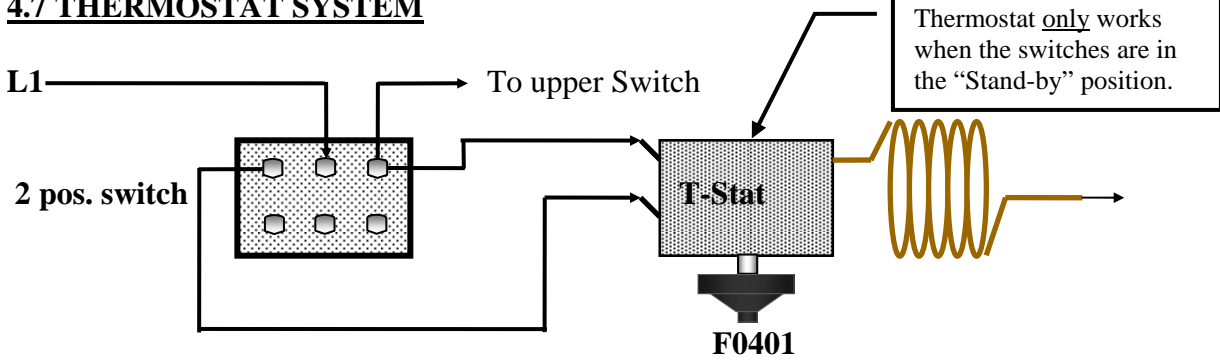 4.7 THERMOSTAT SYSTEM
Thermostat only works
when the switches are in
the “Stand-by” position.
L1
To upper Switch
2 pos. switch
T-Stat
F0401